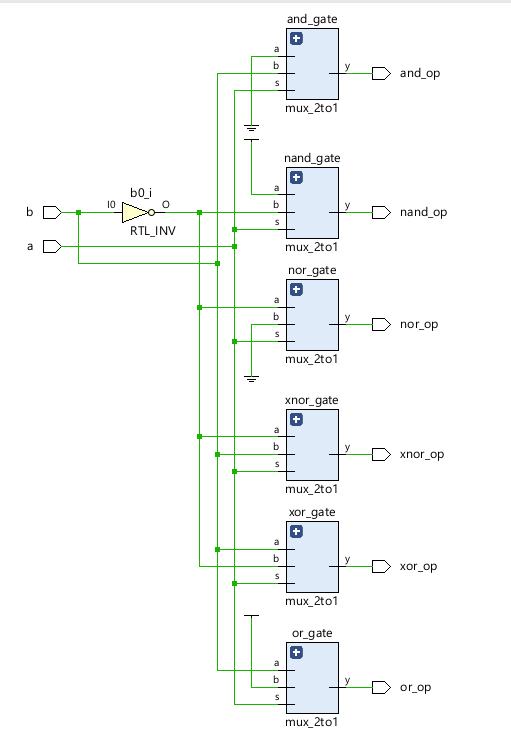 and_gate
a
b
s
y
and_op
mux_2to1
nand_gate
a
b
s
y
nand_op
mux_2to1
b
b0_i
I0
O
RTL_INV
a
nor_gate
a
b
s
y
nor_op
mux_2to1
xnor_gate
a
b
s
y
xnor_op
mux_2to1
xor_gate
a
b
s
y
xor_op
mux_2to1
or_gate
a
b
s
y
or_op
mux_2to1